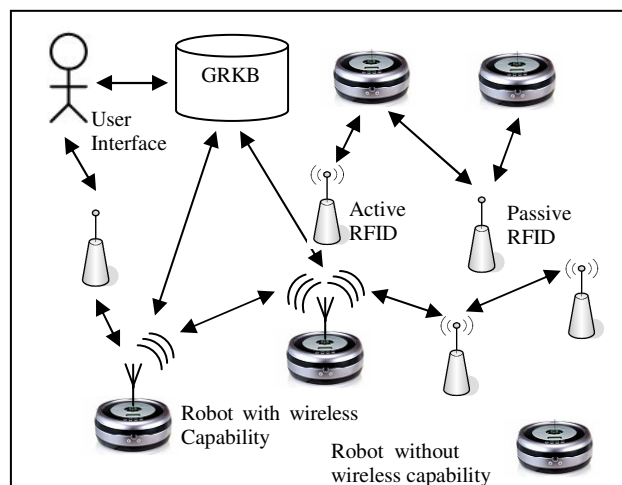 GRKB
User
Interface
Active
RFID
Passive
RFID
Robot with wireless
Capability
Robot without
wireless capability